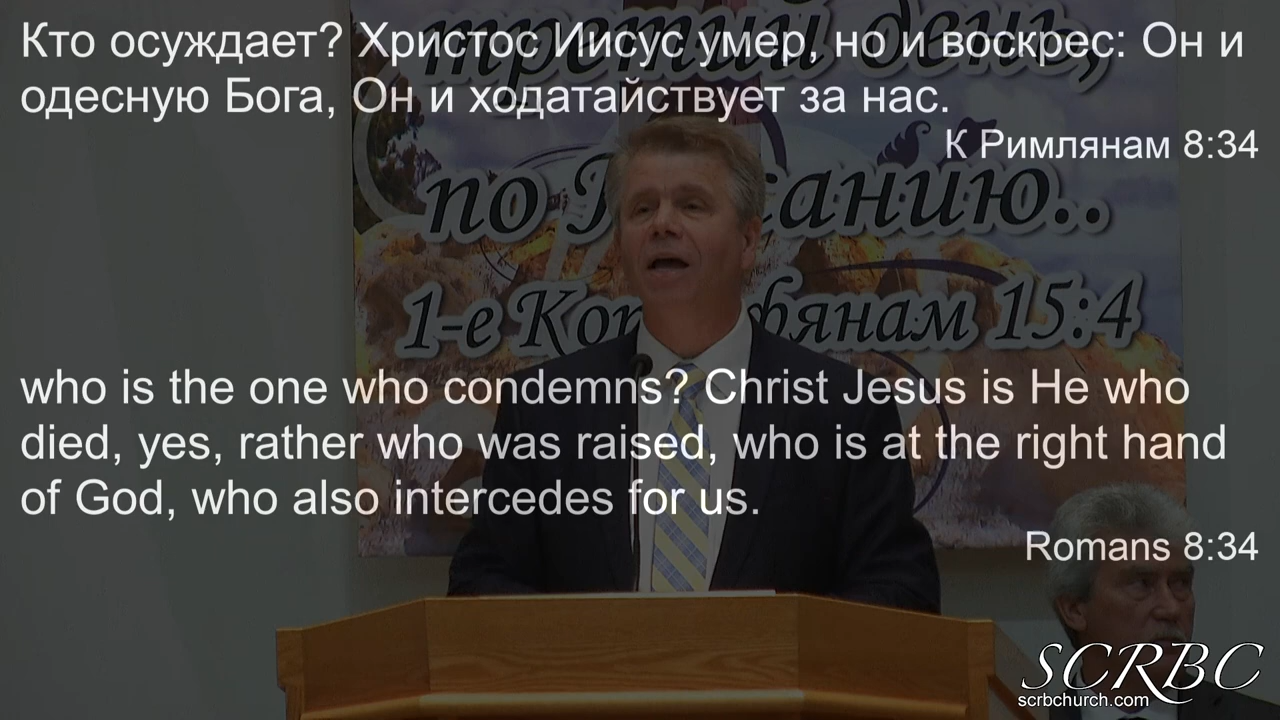 Кто осуждает? Христос Иисус умер, но и воскрес: Он и
одесную Бога, Он и ходатайствует за нас.
К Римлянам 8:34
третий день,
по
1-е
15:4
who is the one who condemns? Christ Jesus is He who
died, yes, rather who was raised, who is at the right hand
of God, who also intercedes for us.
Romans 8:34
SCRBC
scrbchurch.com